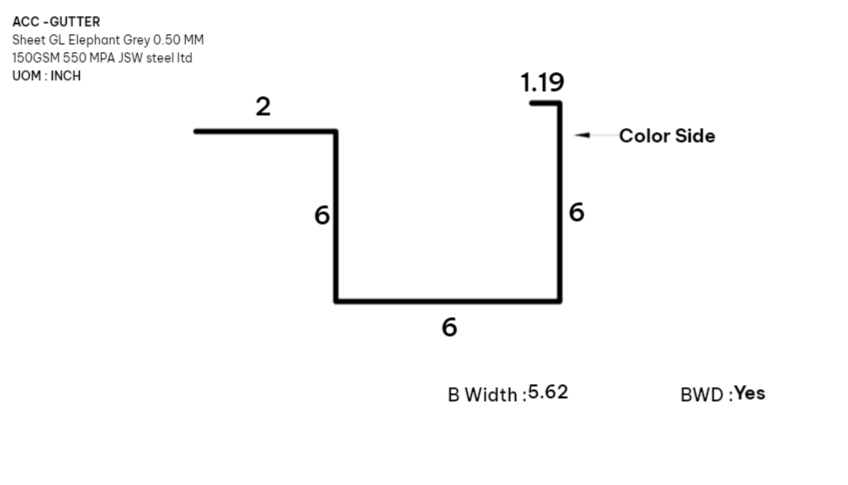 ACC -GUTTER
Sheet GL Elephant Grey 0.50 MM
150GSM 550 MPA JSW steel ltd
UOM : INCH
1.19
2
Color Side
6
6
6
B Width :5.62
BWD :Yes